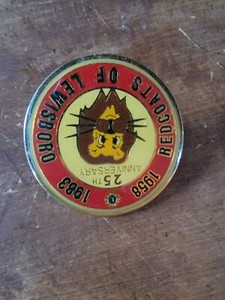 REDCOATS OF LEWISBORO
1958 1983
25TH
ANNIVERSARY